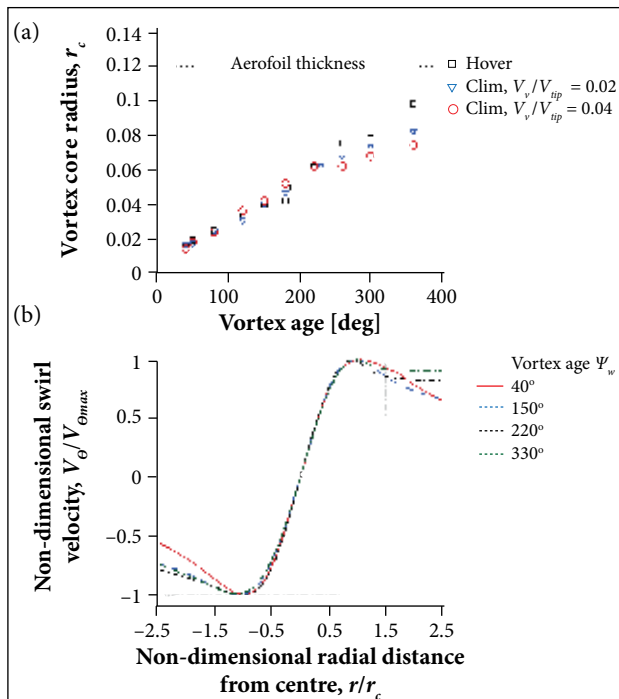 (a)
Vortex core radius, r_c
0.14
0.12
0.1
0.08
0.06
0.04
0.02
0
0 100 200 300 400
Vortex age [deg]
Aerofoil thickness
Hover
Clim, V_v/V_tip = 0.02
Clim, V_v/V_tip = 0.04
(b)
Non-dimensional swirl
velocity, V_Θ/V_Θmax
1
0.5
0
−0.5
−1
−2.5 −1.5 −0.5 0.5 1.5 2.5
Non-dimensional radial distance
from centre, r/r_c
Vortex age Ψ_w
40°
150°
220°
330°